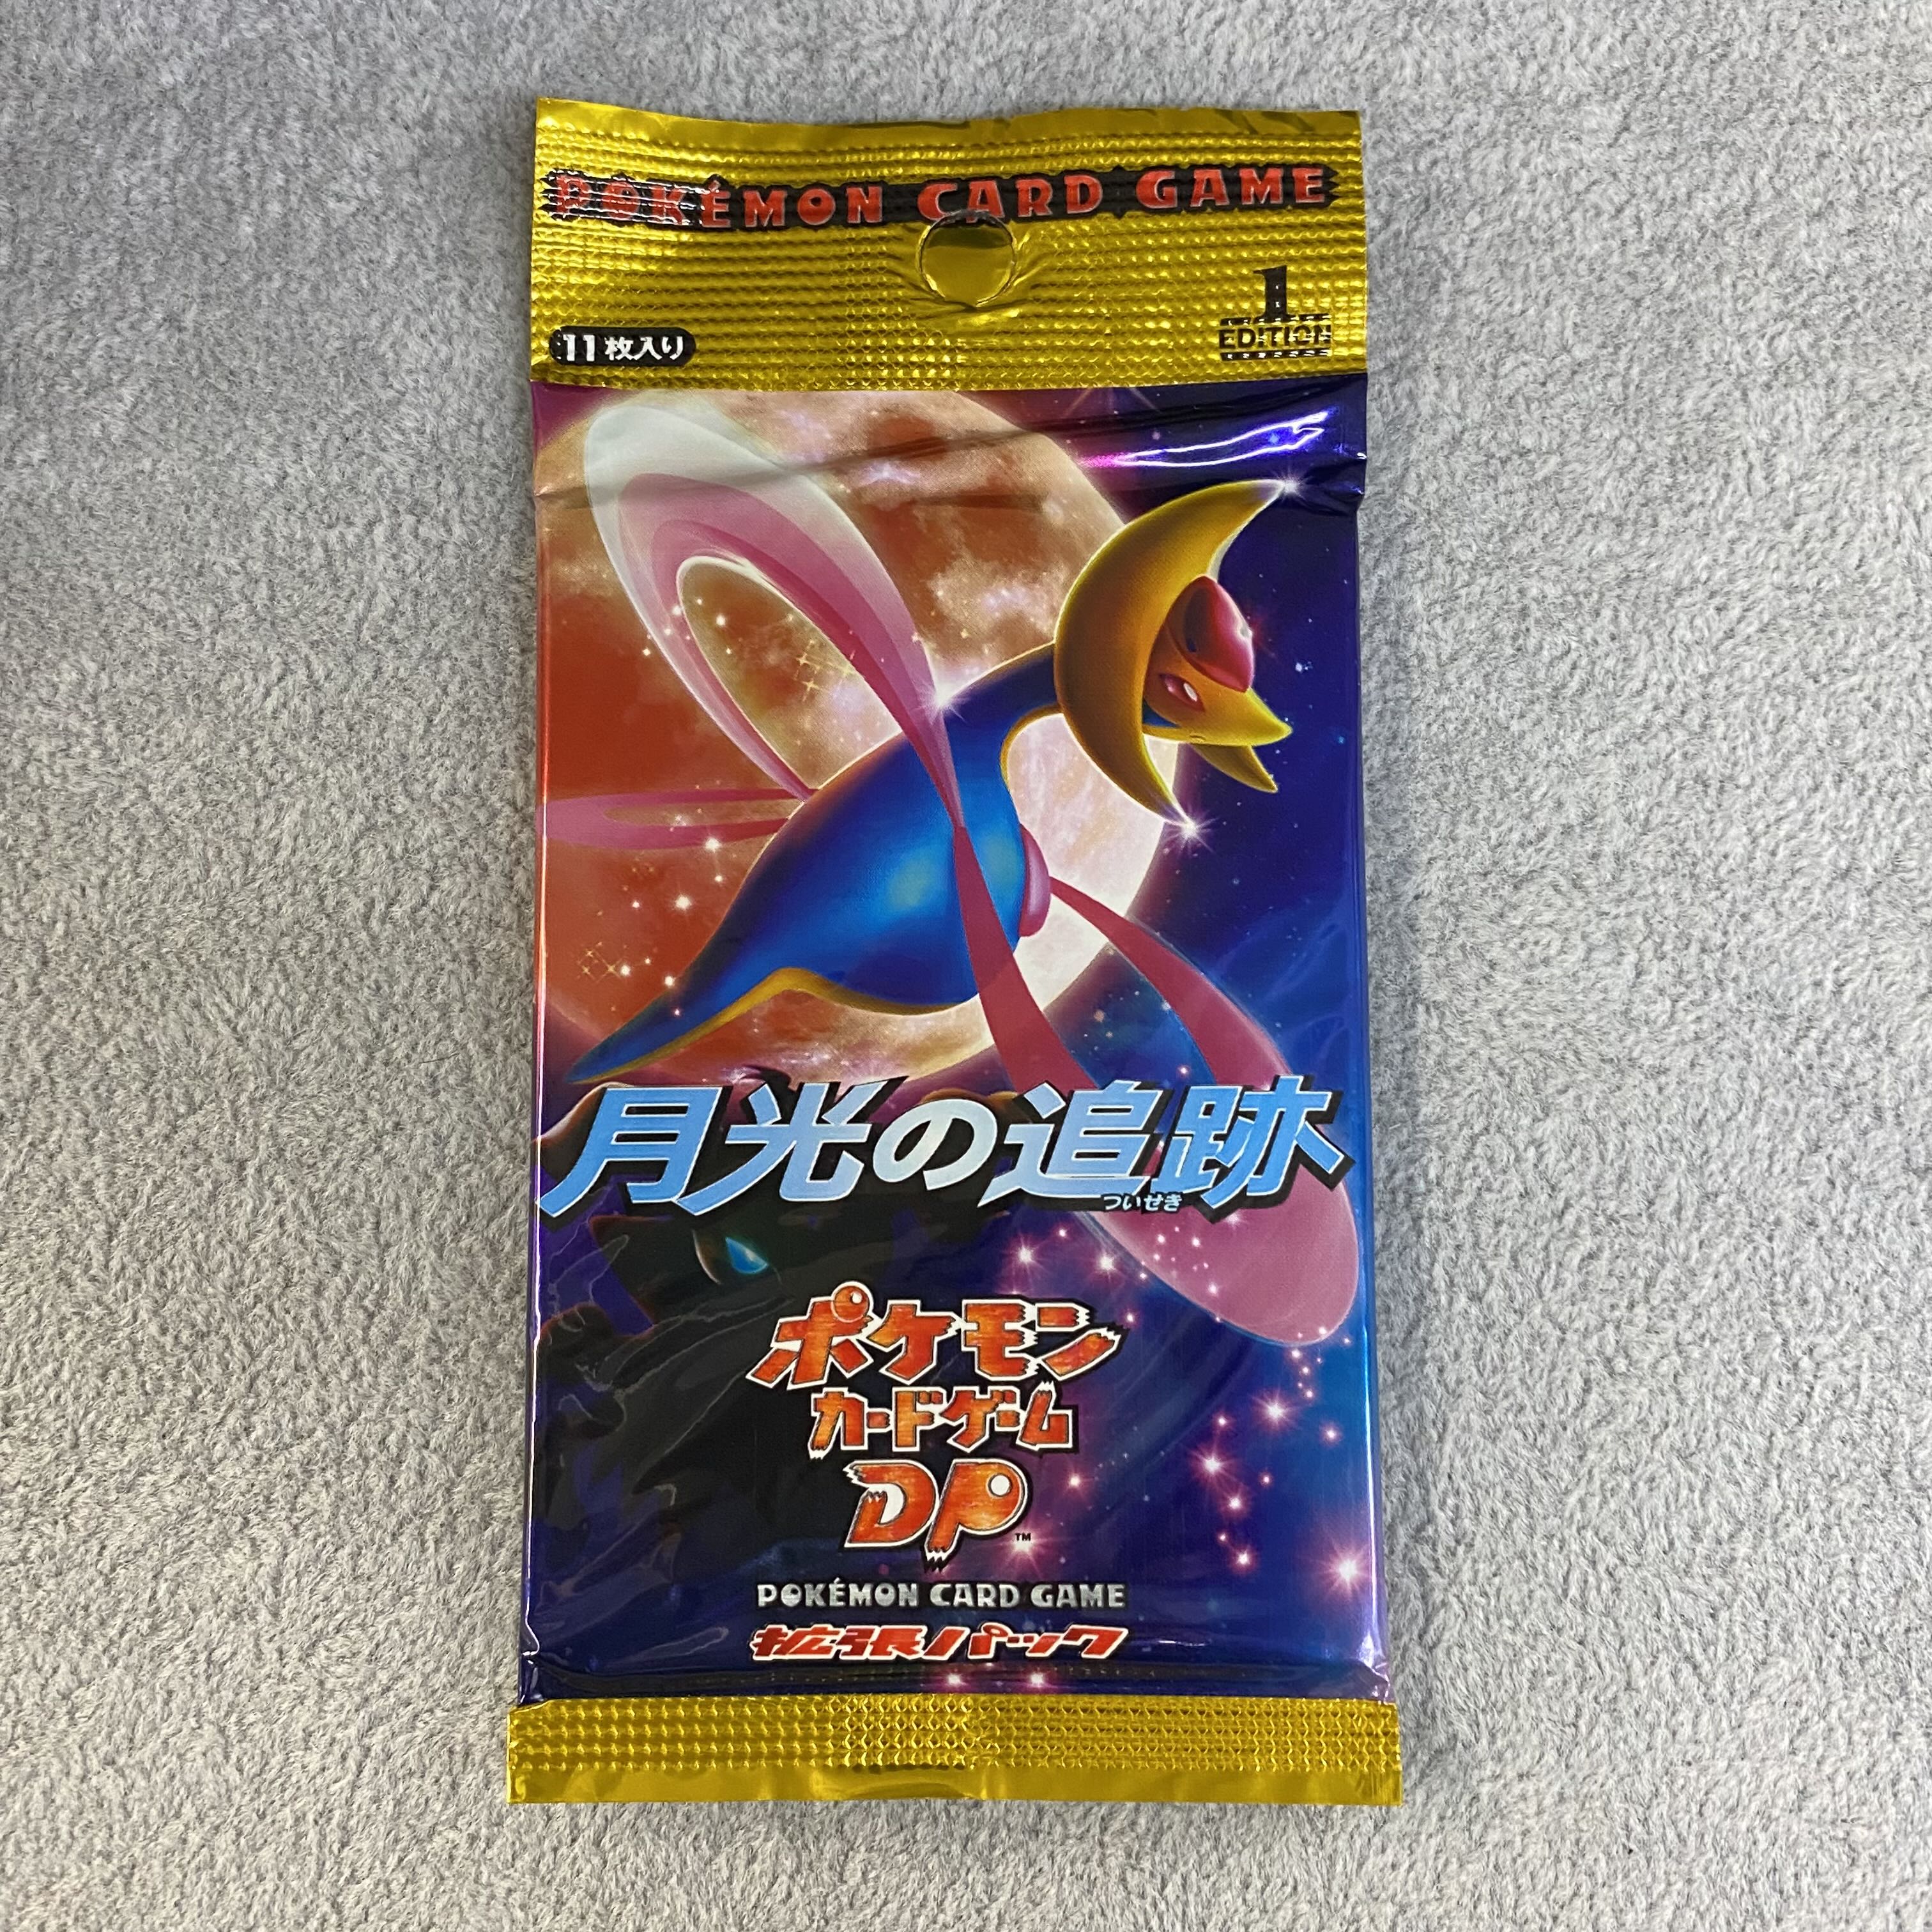 POKÉMON CARD GAME
1
EDITION
11枚入り
月光の追跡
ついせき
ポケモン
カードゲーム
DP™
POKÉMON CARD GAME
拡張パック